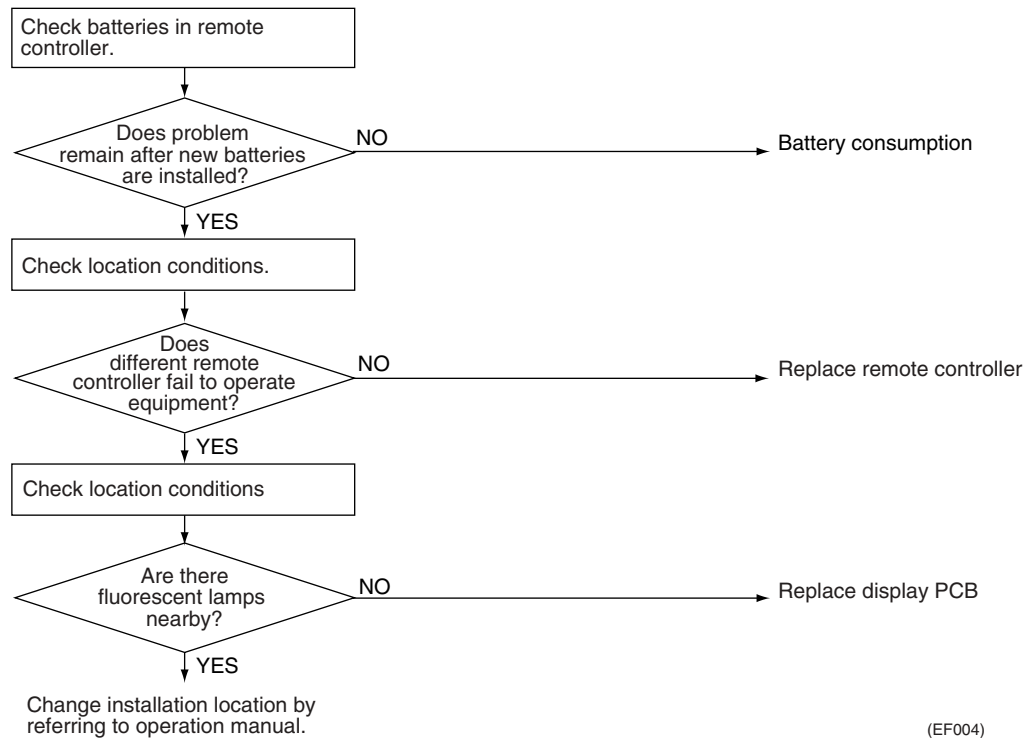 Check batteries in remote
controller.
Does problem
remain after new batteries
are installed?
NO
Battery consumption
YES
Check location conditions.
Does
different remote
controller fail to operate
equipment?
NO
Replace remote controller
YES
Check location conditions
Are there
fluorescent lamps
nearby?
NO
Replace display PCB
YES
Change installation location by
referring to operation manual.
(EF004)